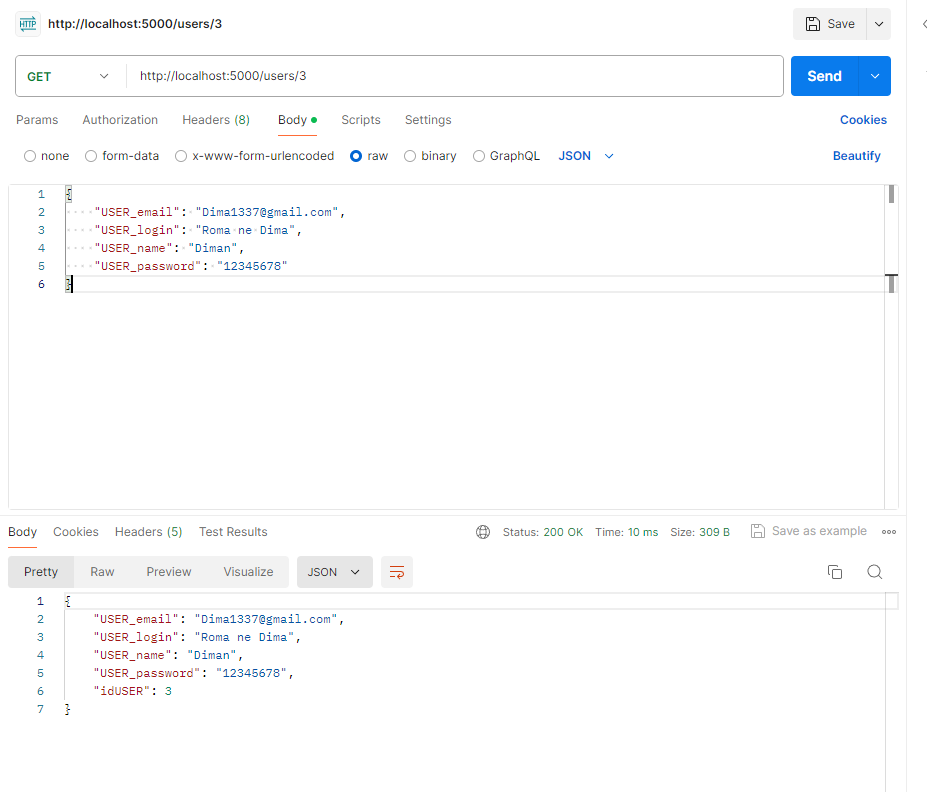 HTTP http://localhost:5000/users/3 Save
GET http://localhost:5000/users/3 Send
Params Authorization Headers (8) Body Scripts Settings Cookies
none form-data x-www-form-urlencoded raw binary GraphQL JSON Beautify
1 {
2 "USER_email": "Dima1337@gmail.com",
3 "USER_login": "Roma ne Dima",
4 "USER_name": "Diman",
5 "USER_password": "12345678"
6 }
Body Cookies Headers (5) Test Results Status: 200 OK Time: 10 ms Size: 309 B Save as example
Pretty Raw Preview Visualize JSON
1 {
2 "USER_email": "Dima1337@gmail.com",
3 "USER_login": "Roma ne Dima",
4 "USER_name": "Diman",
5 "USER_password": "12345678",
6 "idUSER": 3
7 }